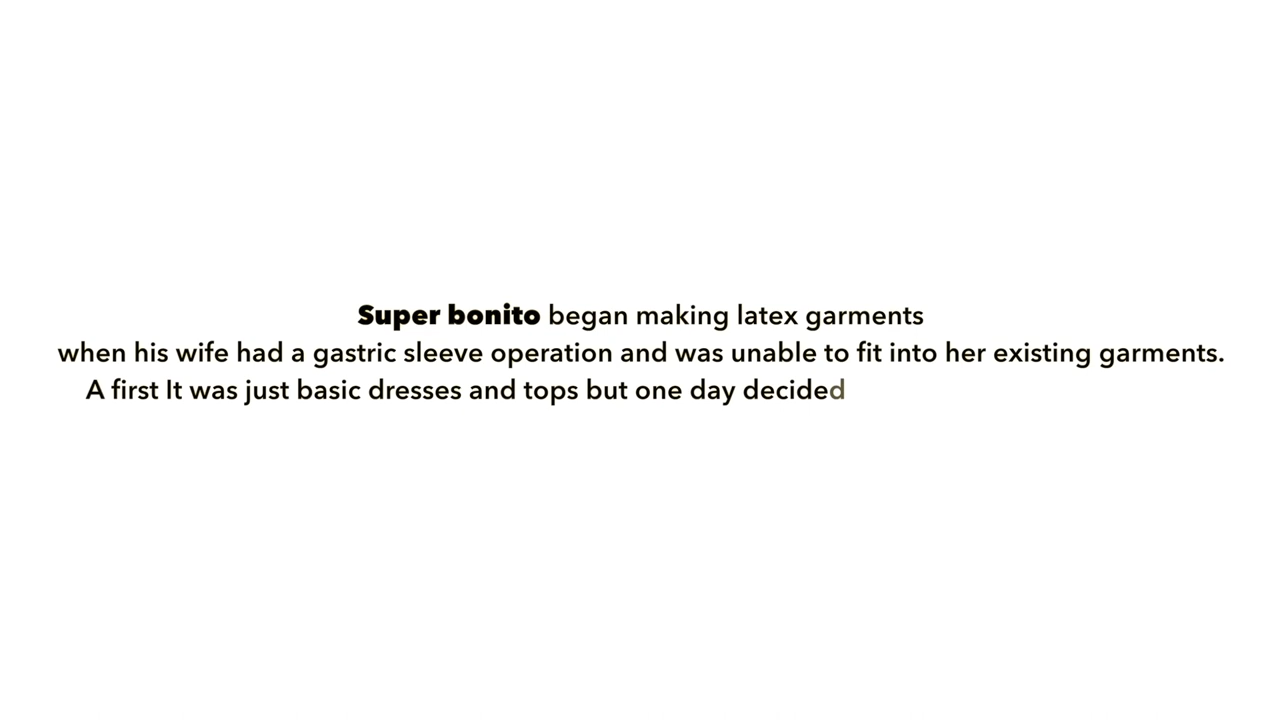 Super bonito began making latex garments
when his wife had a gastric sleeve operation and was unable to fit into her existing garments.
A first It was just basic dresses and tops but one day decided